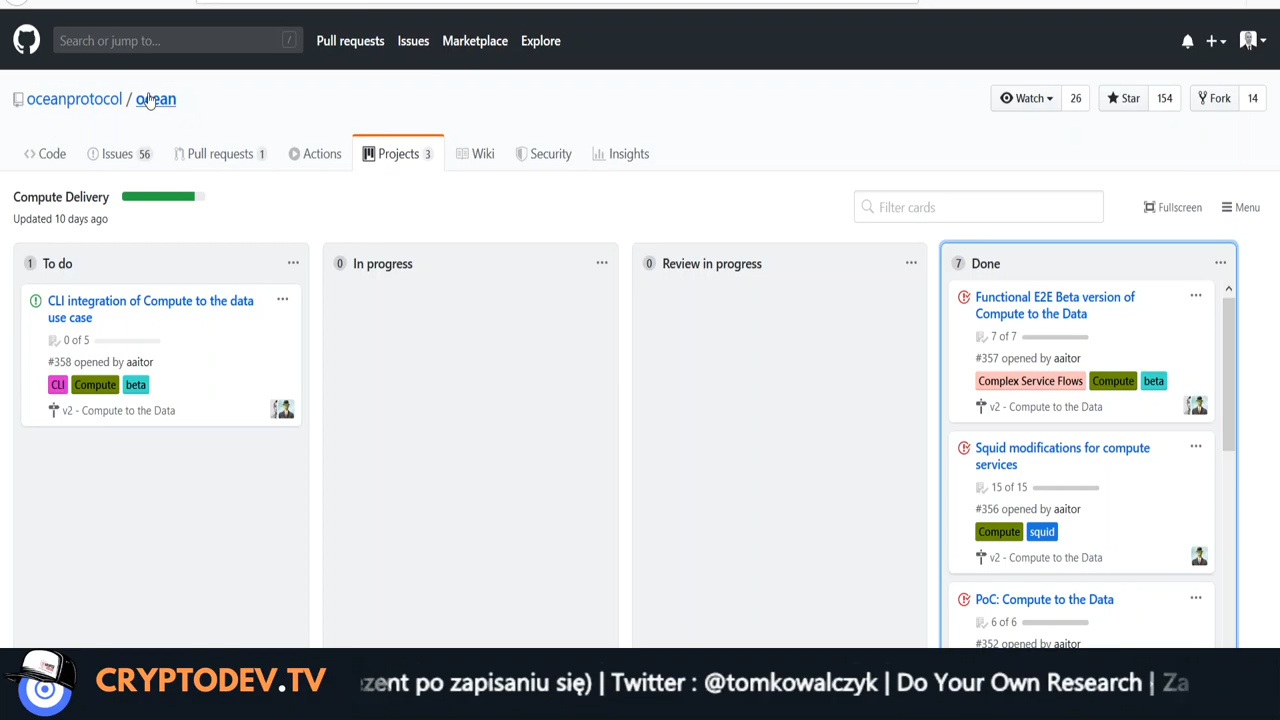 Search or jump to... /
Pull requests Issues Marketplace Explore
oceanprotocol / ocean
Watch 26 Star 154 Fork 14
Code Issues 56 Pull requests 1 Actions Projects 3 Wiki Security Insights
Compute Delivery
Updated 10 days ago
Filter cards
Fullscreen Menu
1 To do
CLI integration of Compute to the data
use case
0 of 5
#358 opened by aaitor
CLI Compute beta
v2 - Compute to the Data
0 In progress
0 Review in progress
7 Done
Functional E2E Beta version of
Compute to the Data
7 of 7
#357 opened by aaitor
Complex Service Flows Compute beta
v2 - Compute to the Data
Squid modifications for compute
services
15 of 15
#356 opened by aaitor
Compute squid
v2 - Compute to the Data
PoC: Compute to the Data
6 of 6
#352 opened by aaitor
CRYPTODEV.TV
zent po zapisaniu się) | Twitter : @tomkowalczyk | Do Your Own Research | Za